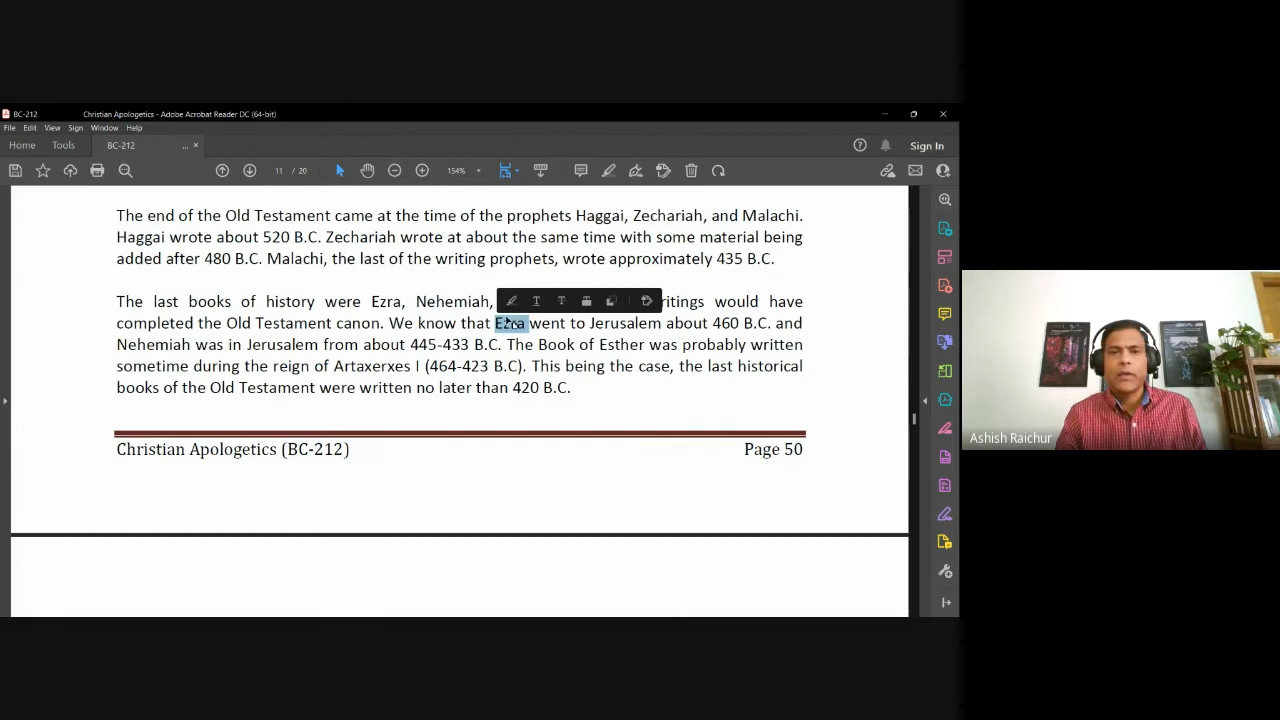 BC-212
Christian Apologetics - Adobe Acrobat Reader DC (64-bit)
File Edit View Sign Window Help
Home Tools BC-212 ... × Sign In
11 / 20 154%
The end of the Old Testament came at the time of the prophets Haggai, Zechariah, and Malachi.
Haggai wrote about 520 B.C. Zechariah wrote at about the same time with some material being
added after 480 B.C. Malachi, the last of the writing prophets, wrote approximately 435 B.C.
The last books of history were Ezra, Nehemiah, ritings would have
completed the Old Testament canon. We know that Ezra went to Jerusalem about 460 B.C. and
Nehemiah was in Jerusalem from about 445-433 B.C. The Book of Esther was probably written
sometime during the reign of Artaxerxes I (464-423 B.C). This being the case, the last historical
books of the Old Testament were written no later than 420 B.C.
Christian Apologetics (BC-212) Page 50
Ashish Raichur